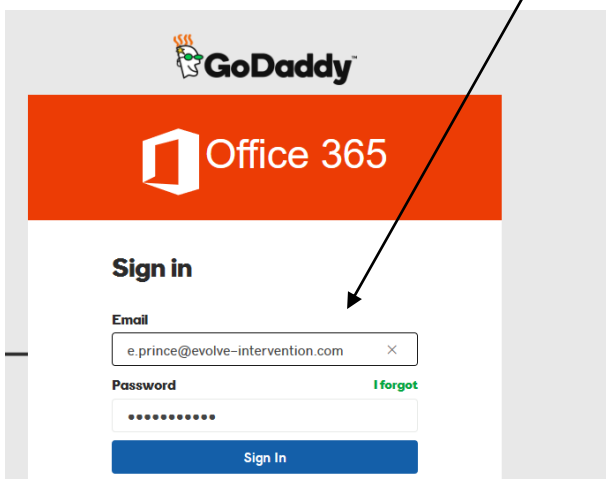 GoDaddy™
Office 365
Sign in
Email
e.prince@evolve-intervention.com ×
Password I forgot
•••••••••••
Sign In